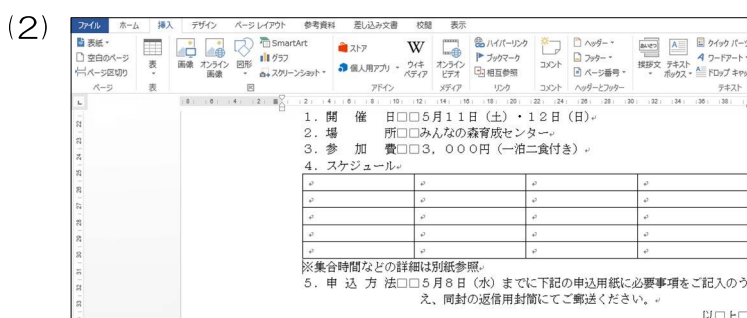 (2)
ファイル ホーム 挿入 デザイン ページ レイアウト 参考資料 差し込み文書 校閲 表示
表紙
空白のページ
ページ区切り
ページ
表
表
画像 オンライン画像 図形
SmartArt
グラフ
スクリーンショット
図
ストア
個人用アプリ
ウィキペディア
アドイン
オンラインビデオ
メディア
ハイパーリンク
ブックマーク
相互参照
リンク
コメント
コメント
ヘッダー
フッター
ページ番号
ヘッダーとフッター
あいさつ
挨拶文 テキストボックス
クイック パーツ
ワードアート
ドロップ キャッ
テキスト
1.開 催 日□□5月11日(土)・12日(日)
2.場 所□□みんなの森育成センター
3.参 加 費□□3,000円(一泊二食付き)
4.スケジュール
※集合時間などの詳細は別紙参照
5.申 込 方 法□□5月8日(水)までに下記の申込用紙に必要事項をご記入のう
え、同封の返信用封筒にてご郵送ください。
以□上□